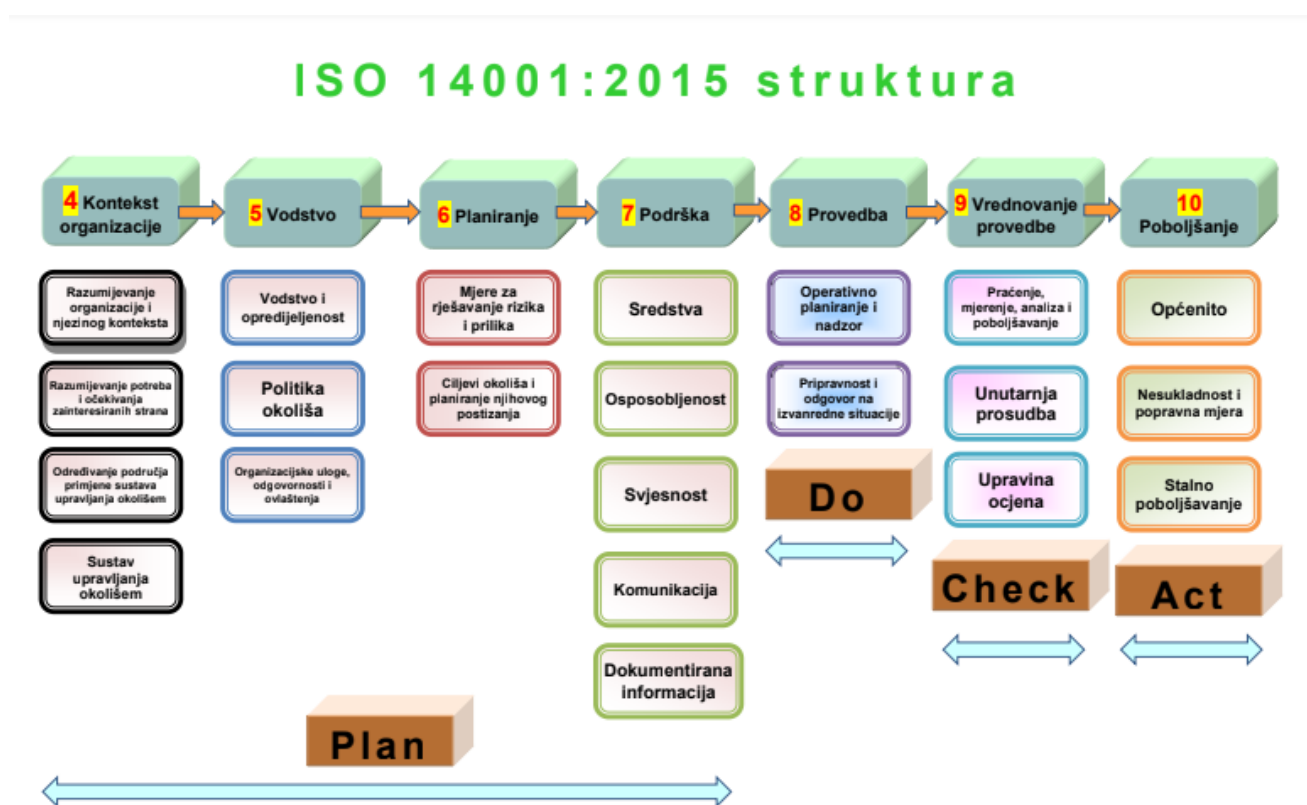 ISO 14001:2015 struktura
4 Kontekst
organizacije
5 Vodstvo
6 Planiranje
7 Podrška
8 Provedba
9 Vrednovanje
provedbe
10
Poboljšanje
Razumijevanje
organizacije i
njezinog konteksta
Razumijevanje potreba
i očekivanja
zainteresiranih strana
Određivanje područja
primjene sustava
upravljanja okolišem
Sustav
upravljanja
okolišem
Vodstvo i
opredijeljenost
Politika
okoliša
Organizacijske uloge,
odgovornosti i
ovlaštenja
Mjere za
rješavanje rizika
i prilika
Ciljevi okoliša i
planiranje njihovog
postizanja
Sredstva
Osposobljenost
Svjesnost
Komunikacija
Dokumentirana
informacija
Operativno
planiranje i
nadzor
Pripravnost i
odgovor na
izvanredne situacije
Praćenje,
mjerenje, analiza i
poboljšavanje
Unutarnja
prosudba
Upravina
ocjena
Općenito
Nesukladnost i
popravna mjera
Stalno
poboljšavanje
Plan
Do
Check
Act